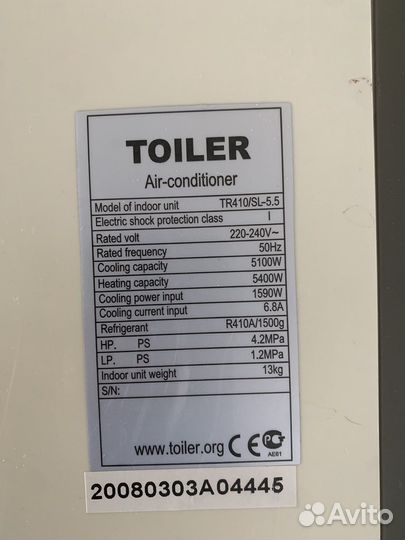 TOILER
Air-conditioner
Model of indoor unit TR410/SL-5.5
Electric shock protection class I
Rated volt 220-240V~
Rated frequency 50Hz
Cooling capacity 5100W
Heating capacity 5400W
Cooling power input 1590W
Cooling current input 6.8A
Refrigerant R410A/1500g
HP. PS 4.2MPa
LP. PS 1.2MPa
Indoor unit weight 13kg
S/N:
www.toiler.org CE PG
АЕ81
20080303A04445
Avito